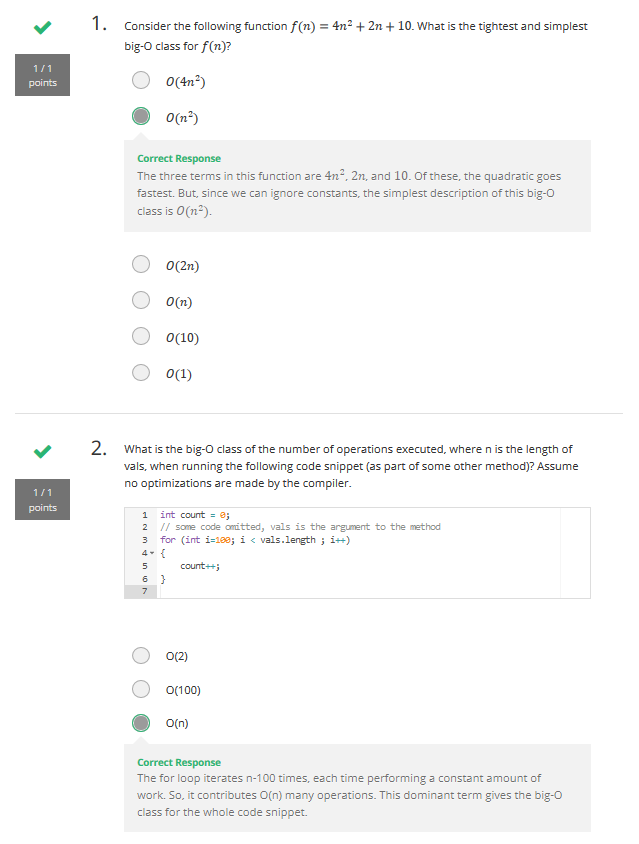 1. Consider the following function f(n) = 4n² + 2n + 10. What is the tightest and simplest
big-O class for f(n)?
1 / 1
points
O(4n²)
O(n²)
Correct Response
The three terms in this function are 4n², 2n, and 10. Of these, the quadratic goes
fastest. But, since we can ignore constants, the simplest description of this big-O
class is O(n²).
O(2n)
O(n)
O(10)
O(1)
2. What is the big-O class of the number of operations executed, where n is the length of
vals, when running the following code snippet (as part of some other method)? Assume
no optimizations are made by the compiler.
1 / 1
points
1 int count = 0;
2 // some code omitted, vals is the argument to the method
3 for (int i=100; i < vals.length ; i++)
4 {
5 count++;
6 }
7
O(2)
O(100)
O(n)
Correct Response
The for loop iterates n-100 times, each time performing a constant amount of
work. So, it contributes O(n) many operations. This dominant term gives the big-O
class for the whole code snippet.